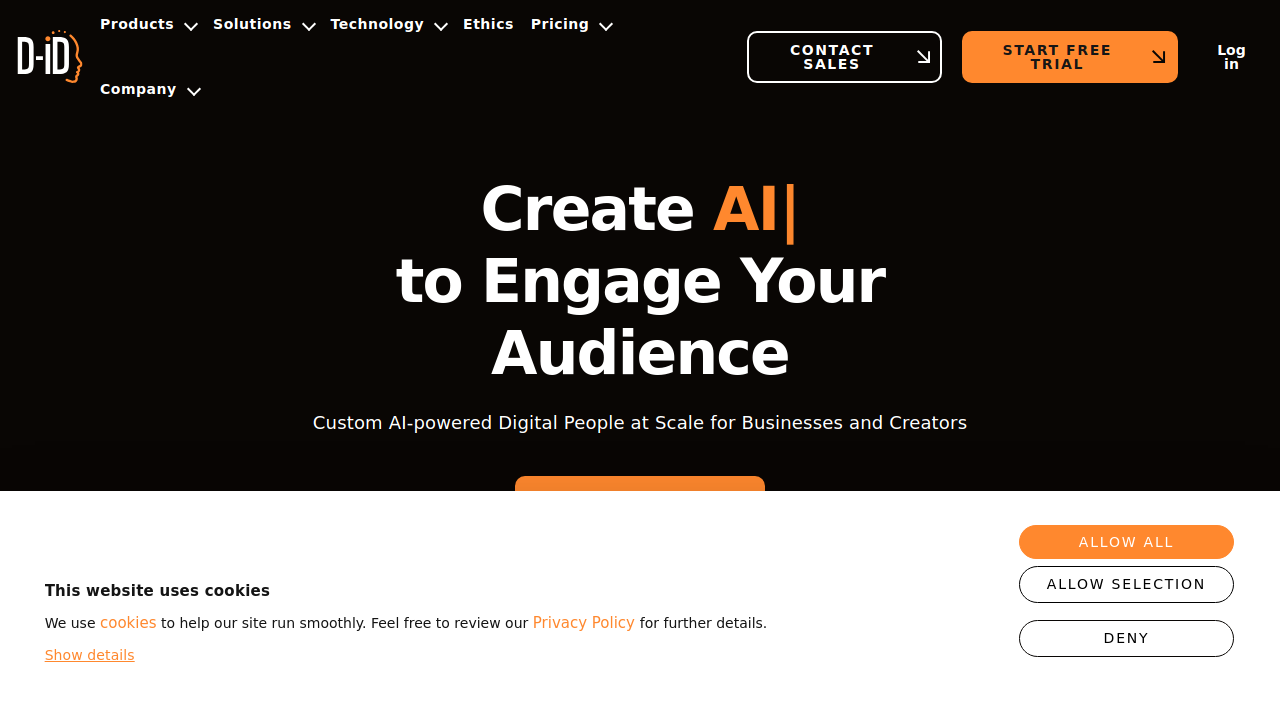 D-iD
Products Solutions Technology Ethics Pricing
Company
CONTACT
SALES
START FREE
TRIAL
Log
in
Create AI|
to Engage Your
Audience
Custom AI-powered Digital People at Scale for Businesses and Creators
This website uses cookies
We use cookies to help our site run smoothly. Feel free to review our Privacy Policy for further details.
Show details
ALLOW ALL
ALLOW SELECTION
DENY